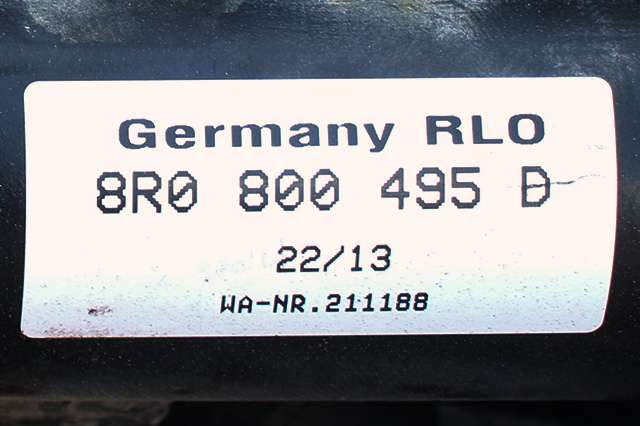 Germany RLO
8R0 800 495 D
22/13
WA-NR.211188